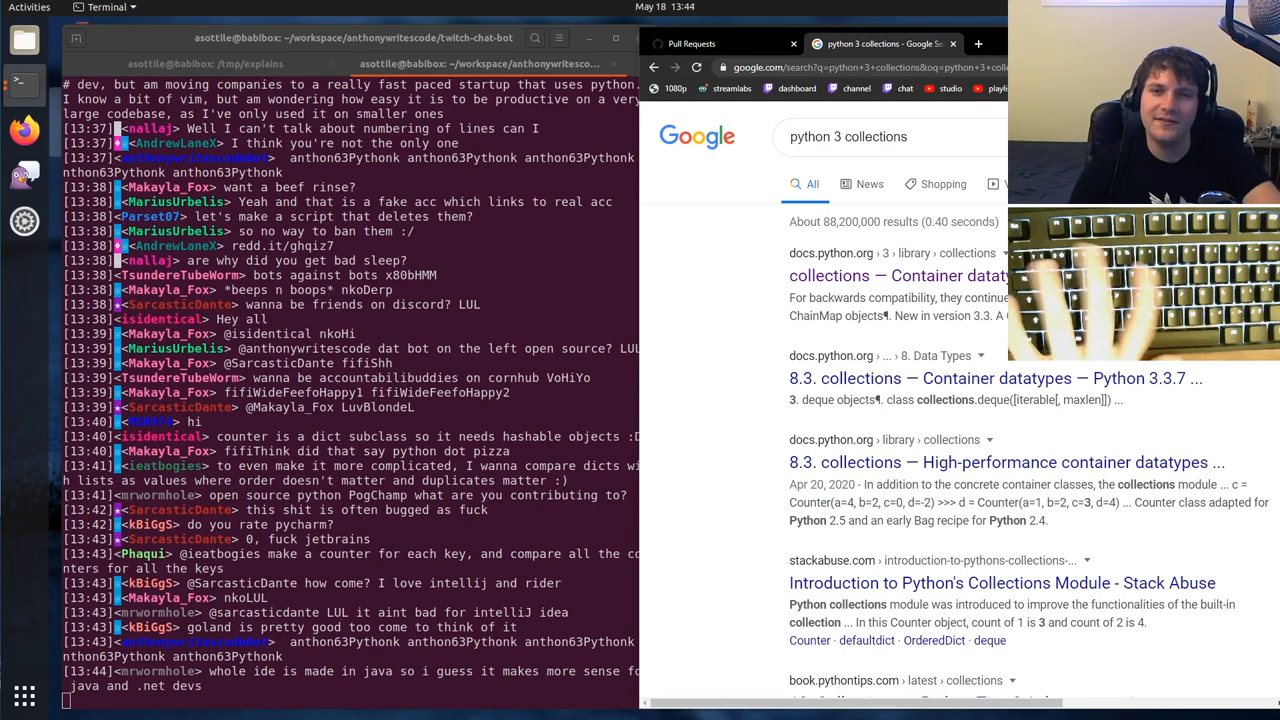 Activities
Terminal
May 18 13:44
asottile@babibox: ~/workspace/anthonywritescode/twitch-chat-bot
asottile@babibox: /tmp/explains
asottile@babibox: ~/workspace/anthonywritesco...
# dev, but am moving companies to a really fast paced startup that uses python.
I know a bit of vim, but am wondering how easy it is to be productive on a very
large codebase, as I've only used it on smaller ones
[13:37] <nallaj> Well I can't talk about numbering of lines can I
[13:37] <AndrewLaneX> I think you're not the only one
[13:37] <anthonywritescodebot> anthon63Pythonk anthon63Pythonk anthon63Pythonk
nthon63Pythonk anthon63Pythonk
[13:38] <Makayla_Fox> want a beef rinse?
[13:38] <MariusUrbelis> Yeah and that is a fake acc which links to real acc
[13:38] <Parset07> let's make a script that deletes them?
[13:38] <MariusUrbelis> so no way to ban them :/
[13:38] <AndrewLaneX> redd.it/ghqiz7
[13:38] <nallaj> are why did you get bad sleep?
[13:38]<TsundereTubeWorm> bots against bots x80bHMM
[13:38] <Makayla_Fox> *beeps n boops* nkoDerp
[13:38] <SarcasticDante> wanna be friends on discord? LUL
[13:38]<isidentical> Hey all
[13:39] <Makayla_Fox> @isidentical nkoHi
[13:39] <MariusUrbelis> @anthonywritescode dat bot on the left open source? LUL
[13:39] <Makayla_Fox> @SarcasticDante fifiShh
[13:39]<TsundereTubeWorm> wanna be accountabilibuddies on cornhub VoHiYo
[13:39] <Makayla_Fox> fifiWideFeefoHappy1 fifiWideFeefoHappy2
[13:39] <SarcasticDante> @Makayla_Fox LuvBlondeL
[13:40] hi
[13:40]<isidentical> counter is a dict subclass so it needs hashable objects :D
[13:40] <Makayla_Fox> fifiThink did that say python dot pizza
[13:41] <ieatbogies> to even make it more complicated, I wanna compare dicts wi
h lists as values where order doesn't matter and duplicates matter :)
[13:41]<mrwormhole> open source python PogChamp what are you contributing to?
[13:42] <SarcasticDante> this shit is often bugged as fuck
[13:42] <kBiGgS> do you rate pycharm?
[13:43] <SarcasticDante> 0, fuck jetbrains
[13:43]<Phaqui> @ieatbogies make a counter for each key, and compare all the co
nters for all the keys
[13:43] <kBiGgS> @SarcasticDante how come? I love intellij and rider
[13:43] <Makayla_Fox> nkoLUL
[13:43]<mrwormhole> @sarcasticdante LUL it aint bad for intelliJ idea
[13:43] <kBiGgS> goland is pretty good too come to think of it
[13:43] <anthonywritescodebot> anthon63Pythonk anthon63Pythonk anthon63Pythonk
nthon63Pythonk anthon63Pythonk
[13:44]<mrwormhole> whole ide is made in java so i guess it makes more sense fo
java and .net devs
Pull Requests
python 3 collections - Google Se
google.com/search?q=python+3+collections&oq=python+3+colle
1080p
streamlabs
dashboard
channel
chat
studio
playli
Google
python 3 collections
All
News
Shopping
About 88,200,000 results (0.40 seconds)
docs.python.org › 3 › library › collections
collections — Container dataty
For backwards compatibility, they continue
ChainMap objects¶. New in version 3.3. A C
docs.python.org › ... › 8. Data Types
8.3. collections — Container datatypes — Python 3.3.7 ...
3. deque objects¶. class collections.deque([iterable[, maxlen]]) ...
docs.python.org › library › collections
8.3. collections — High-performance container datatypes ...
Apr 20, 2020 - In addition to the concrete container classes, the collections module ... c =
Counter(a=4, b=2, c=0, d=-2) >>> d = Counter(a=1, b=2, c=3, d=4) ... Counter class adapted for
Python 2.5 and an early Bag recipe for Python 2.4.
stackabuse.com › introduction-to-pythons-collections-...
Introduction to Python's Collections Module - Stack Abuse
Python collections module was introduced to improve the functionalities of the built-in
collection ... In this Counter object, count of 1 is 3 and count of 2 is 4.
Counter · defaultdict · OrderedDict · deque
book.pythontips.com › latest › collections